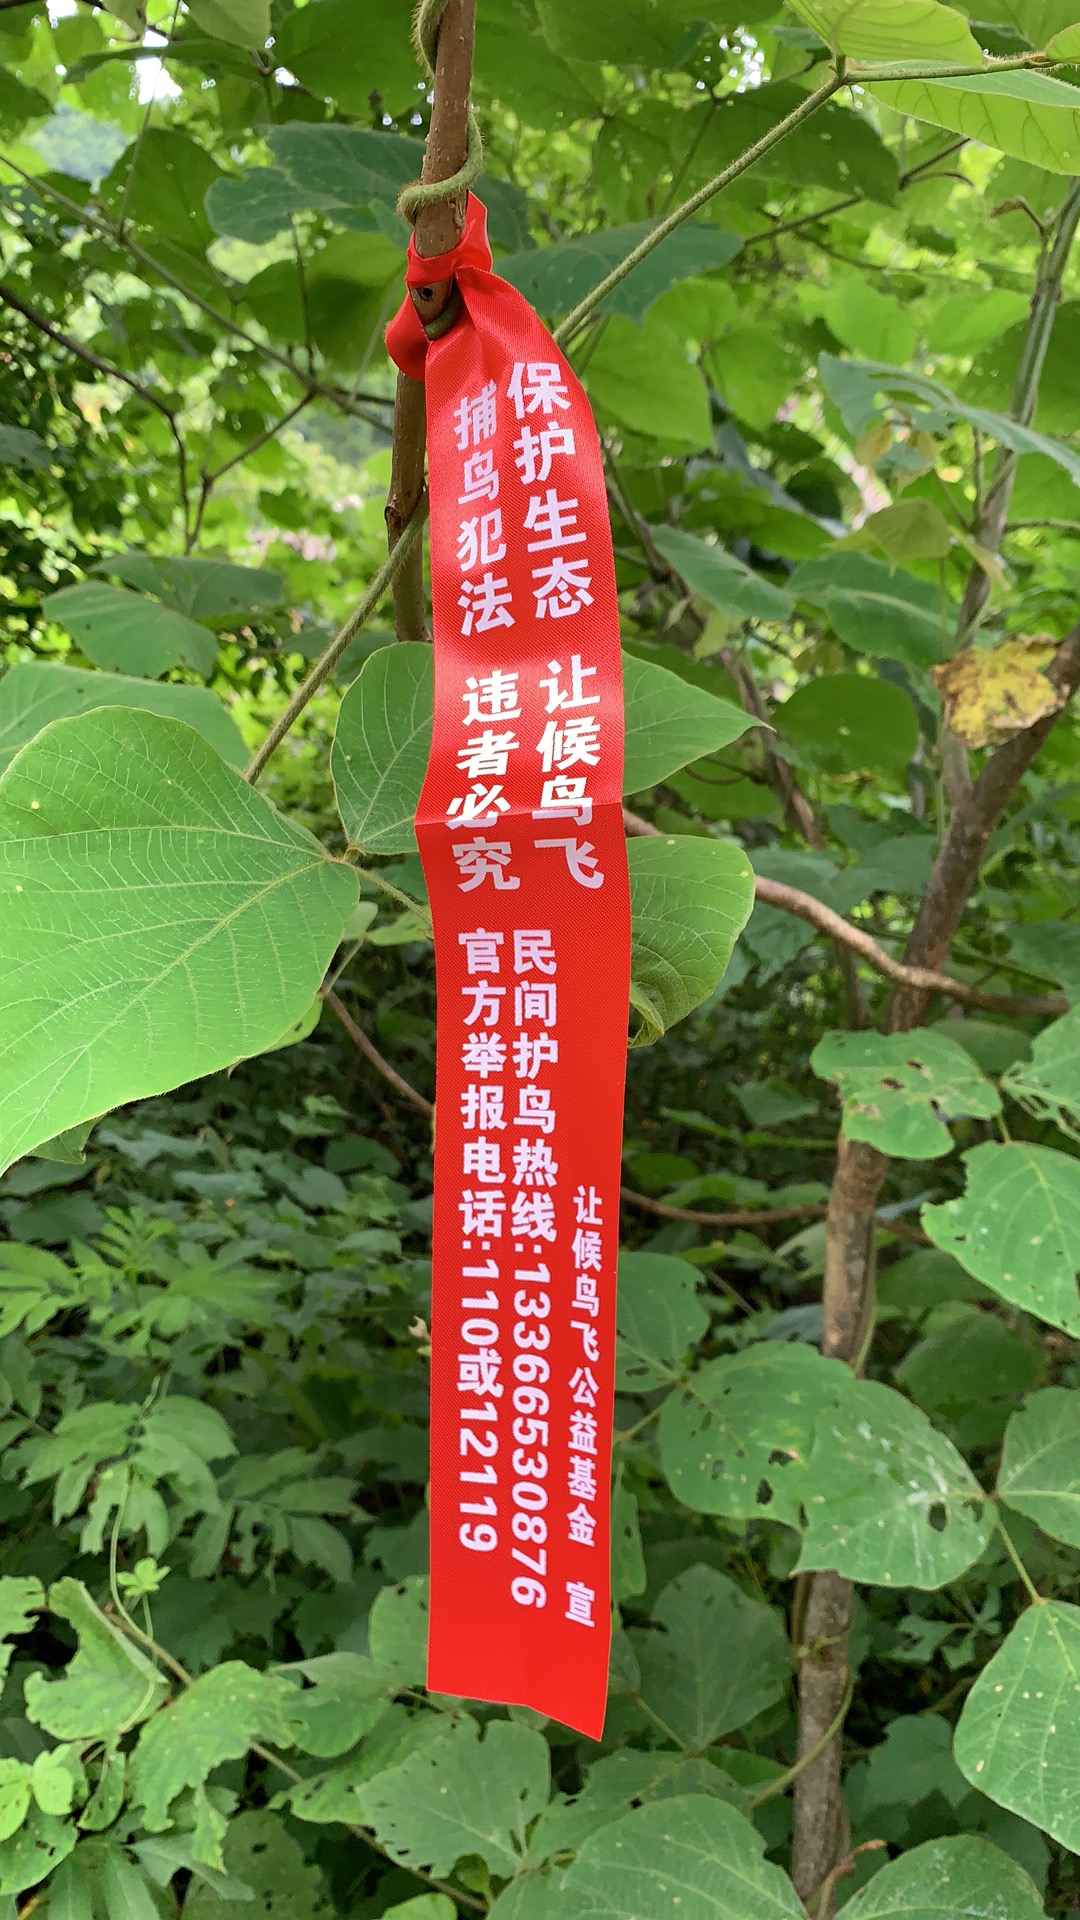 保护生态 让候鸟飞
捕鸟犯法 违者必究
让候鸟飞公益基金 宣
民间护鸟热线:13366530876
官方举报电话:110或12119